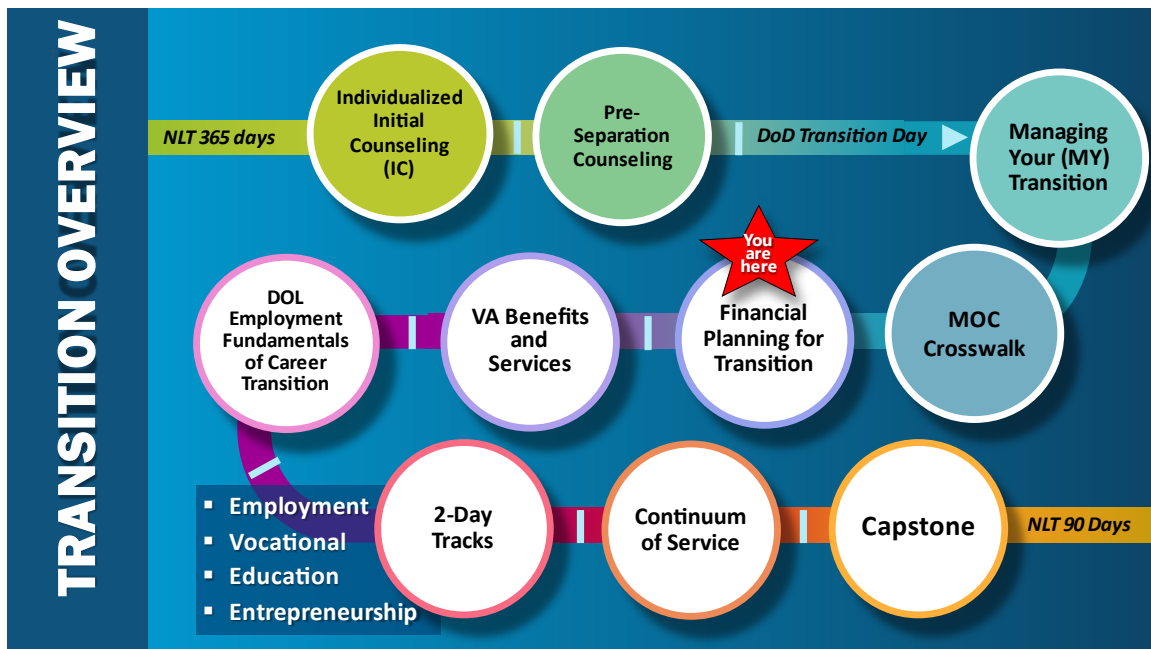 TRANSITION OVERVIEW
NLT 365 days
Individualized
Initial
Counseling
(IC)
Pre-
Separation
Counseling
DoD Transition Day
Managing
Your (MY)
Transition
MOC
Crosswalk
You
are
here
Financial
Planning for
Transition
VA Benefits
and
Services
DOL
Employment
Fundamentals
of Career
Transition
▪ Employment
▪ Vocational
▪ Education
▪ Entrepreneurship
2-Day
Tracks
Continuum
of Service
Capstone
NLT 90 Days